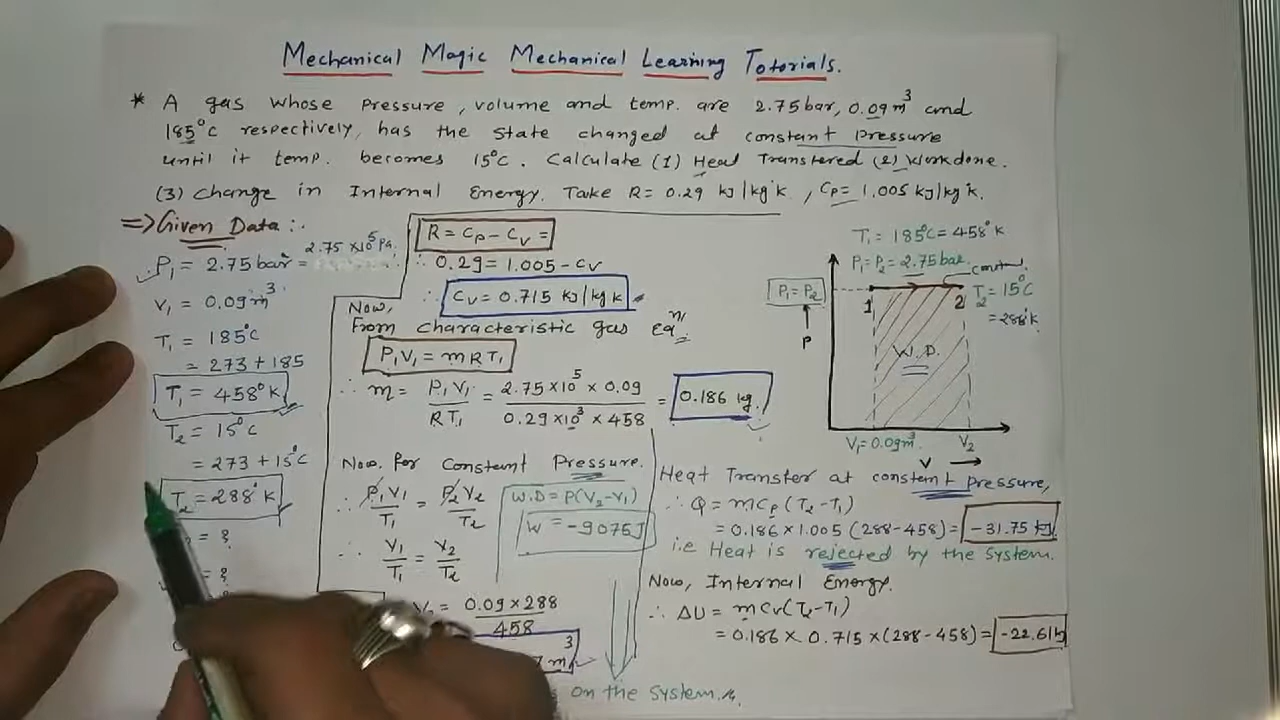 Mechanical Magic Mechanical Learning Totorials.
* A gas whose pressure, volume and temp. are 2.75 bar, 0.09 m³ and
185°c respectively, has the state changed at constant pressure
until it temp. becomes 15°C. Calculate (1) Heat Transfered (2) Workdone.
(3) change in Internal Energy. Take R = 0.29 kJ/kg k, Cp = 1.005 kJ/kg k.
⇒ Given Data :.
P₁ = 2.75 bar = 2.75 ×10⁵ Pa.
V₁ = 0.09 m³.
T₁ = 185°C
= 273 + 185
T₁ = 458° K
T₂ = 15°C
= 273 + 15°C
T₂ = 288° K
= ?
= ?
R = Cp - Cv =
∴ 0.29 = 1.005 - Cv
∴ Cv = 0.715 kJ/kg k
Now,
From characteristic gas Eqⁿ.
P₁V₁ = m R T₁
∴ m = P₁V₁ / RT₁ = 2.75×10⁵ × 0.09 / 0.29×10³ × 458 = 0.186 kg.
Now, for Constant Pressure.
∴ P₁V₁ / T₁ = P₂V₂ / T₂
∴ V₁ / T₁ = V₂ / T₂
V₂ = 0.09 × 288 / 458
m³
W.D = P(V₂-V₁)
W = -9075 J
on the System.
T₁ = 185°C = 458° K
P₁ = P₂ = 2.75 bar
constant.
P₁ = P₂
1
2
T₂ = 15°C
= 288° K.
P
W.D.
V₁ = 0.09 m³
V₂
V
Heat Transfer at constant pressure,
∴ Q = mCp (T₂-T₁)
= 0.186 × 1.005 (288-458) = -31.75 kJ
i.e Heat is rejected by the System.
Now, Internal Energy.
∴ ΔU = mCv (T₂-T₁)
= 0.186 × 0.715 × (288-458) = -22.61 kJ